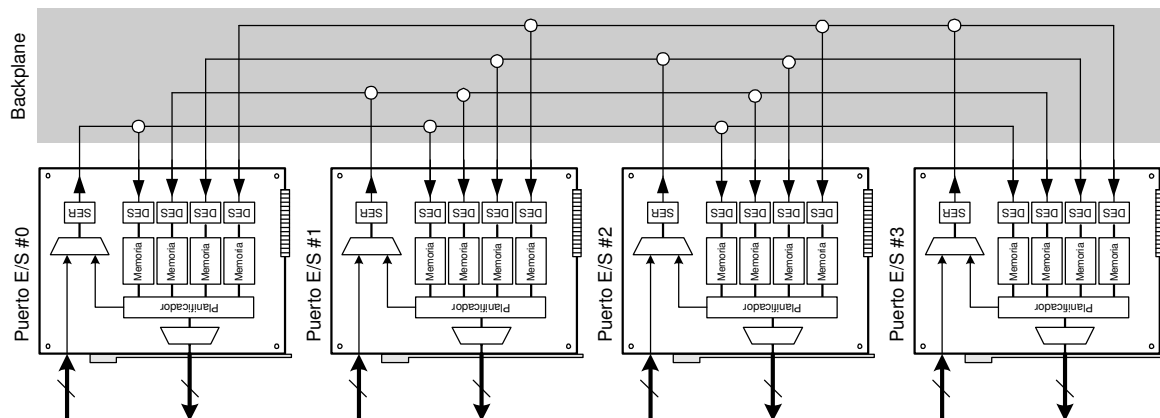 Backplane
Puerto E/S #0
SER
DES
DES
DES
DES
Memoria
Memoria
Memoria
Memoria
Planificador
Puerto E/S #1
SER
DES
DES
DES
DES
Memoria
Memoria
Memoria
Memoria
Planificador
Puerto E/S #2
SER
DES
DES
DES
DES
Memoria
Memoria
Memoria
Memoria
Planificador
Puerto E/S #3
SER
DES
DES
DES
DES
Memoria
Memoria
Memoria
Memoria
Planificador